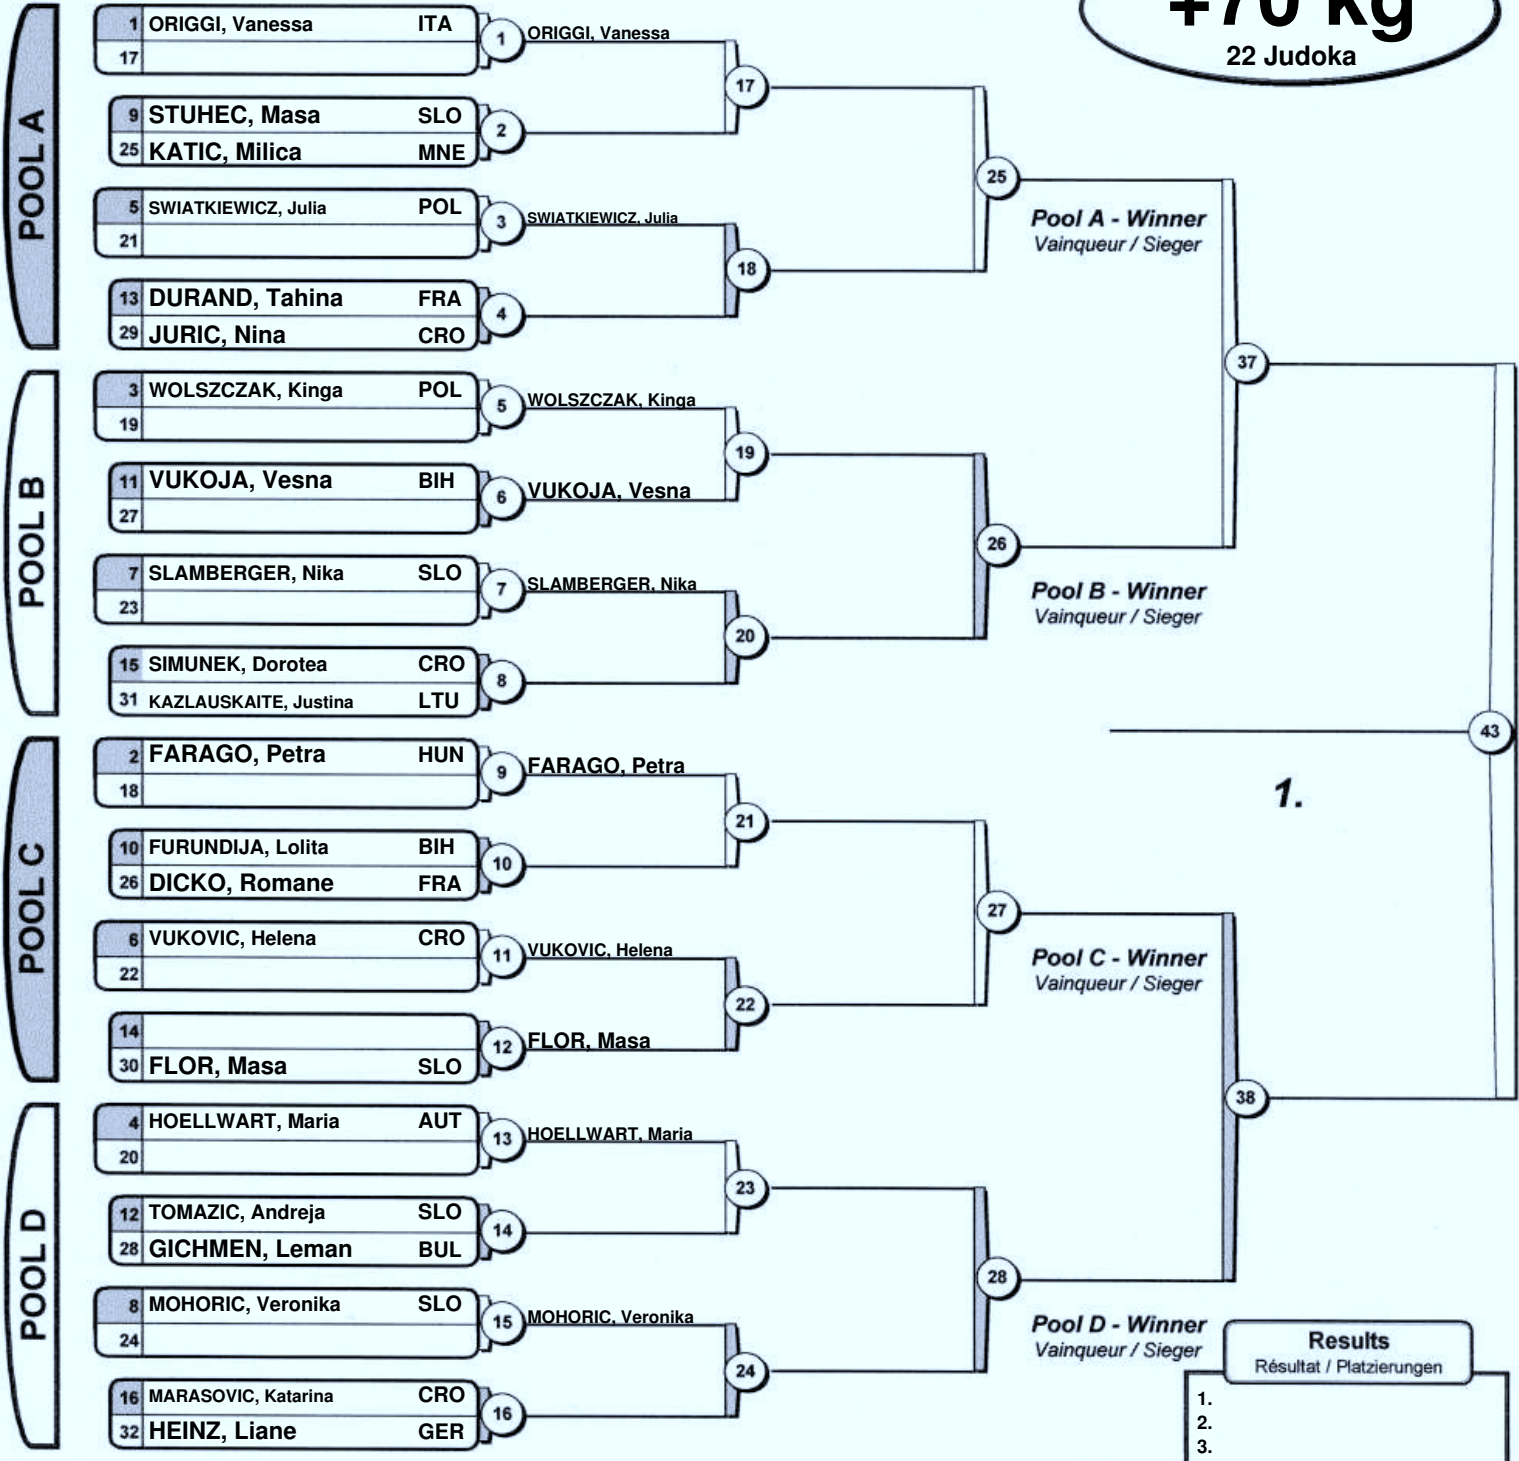 +70 kg
22 Judoka
POOL A
1 ORIGGI, Vanessa ITA
17
1 ORIGGI, Vanessa
17
9 STUHEC, Masa SLO
25 KATIC, Milica MNE
2
25
Pool A - Winner
Vainqueur / Sieger
5 SWIATKIEWICZ, Julia POL
21
3 SWIATKIEWICZ, Julia
18
13 DURAND, Tahina FRA
29 JURIC, Nina CRO
4
37
POOL B
3 WOLSZCZAK, Kinga POL
19
5 WOLSZCZAK, Kinga
19
11 VUKOJA, Vesna BIH
27
6 VUKOJA, Vesna
26
Pool B - Winner
Vainqueur / Sieger
7 SLAMBERGER, Nika SLO
23
7 SLAMBERGER, Nika
20
15 SIMUNEK, Dorotea CRO
31 KAZLAUSKAITE, Justina LTU
8
43
1.
POOL C
2 FARAGO, Petra HUN
18
9 FARAGO, Petra
21
10 FURUNDIJA, Lolita BIH
26 DICKO, Romane FRA
10
27
Pool C - Winner
Vainqueur / Sieger
6 VUKOVIC, Helena CRO
22
11 VUKOVIC, Helena
22
14
30 FLOR, Masa SLO
12 FLOR, Masa
38
POOL D
4 HOELLWART, Maria AUT
20
13 HOELLWART, Maria
23
12 TOMAZIC, Andreja SLO
28 GICHMEN, Leman BUL
14
28
Pool D - Winner
Vainqueur / Sieger
8 MOHORIC, Veronika SLO
24
15 MOHORIC, Veronika
24
16 MARASOVIC, Katarina CRO
32 HEINZ, Liane GER
16
Results
Résultat / Platzierungen
1.
2.
3.